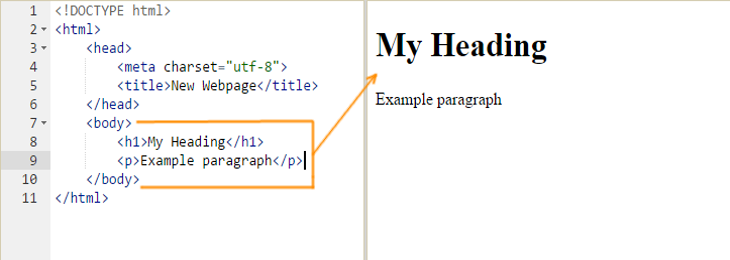 1 <!DOCTYPE html>
2 <html>
3 <head>
4 <meta charset="utf-8">
5 <title>New Webpage</title>
6 </head>
7 <body>
8 <h1>My Heading</h1>
9 <p>Example paragraph</p>
10 </body>
11 </html>
My Heading
Example paragraph